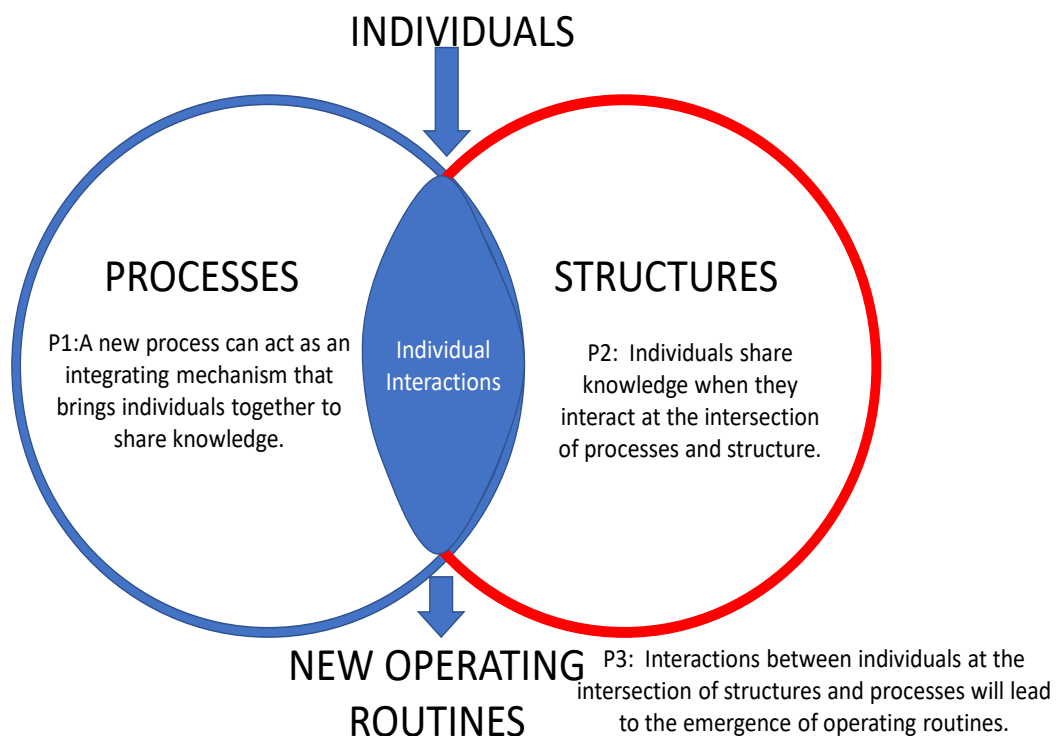 INDIVIDUALS
PROCESSES
P1:A new process can act as an
integrating mechanism that
brings individuals together to
share knowledge.
Individual
Interactions
STRUCTURES
P2:  Individuals share
knowledge when they
interact at the intersection
of processes and structure.
NEW OPERATING
ROUTINES
P3:  Interactions between individuals at the
intersection of structures and processes will lead
to the emergence of operating routines.